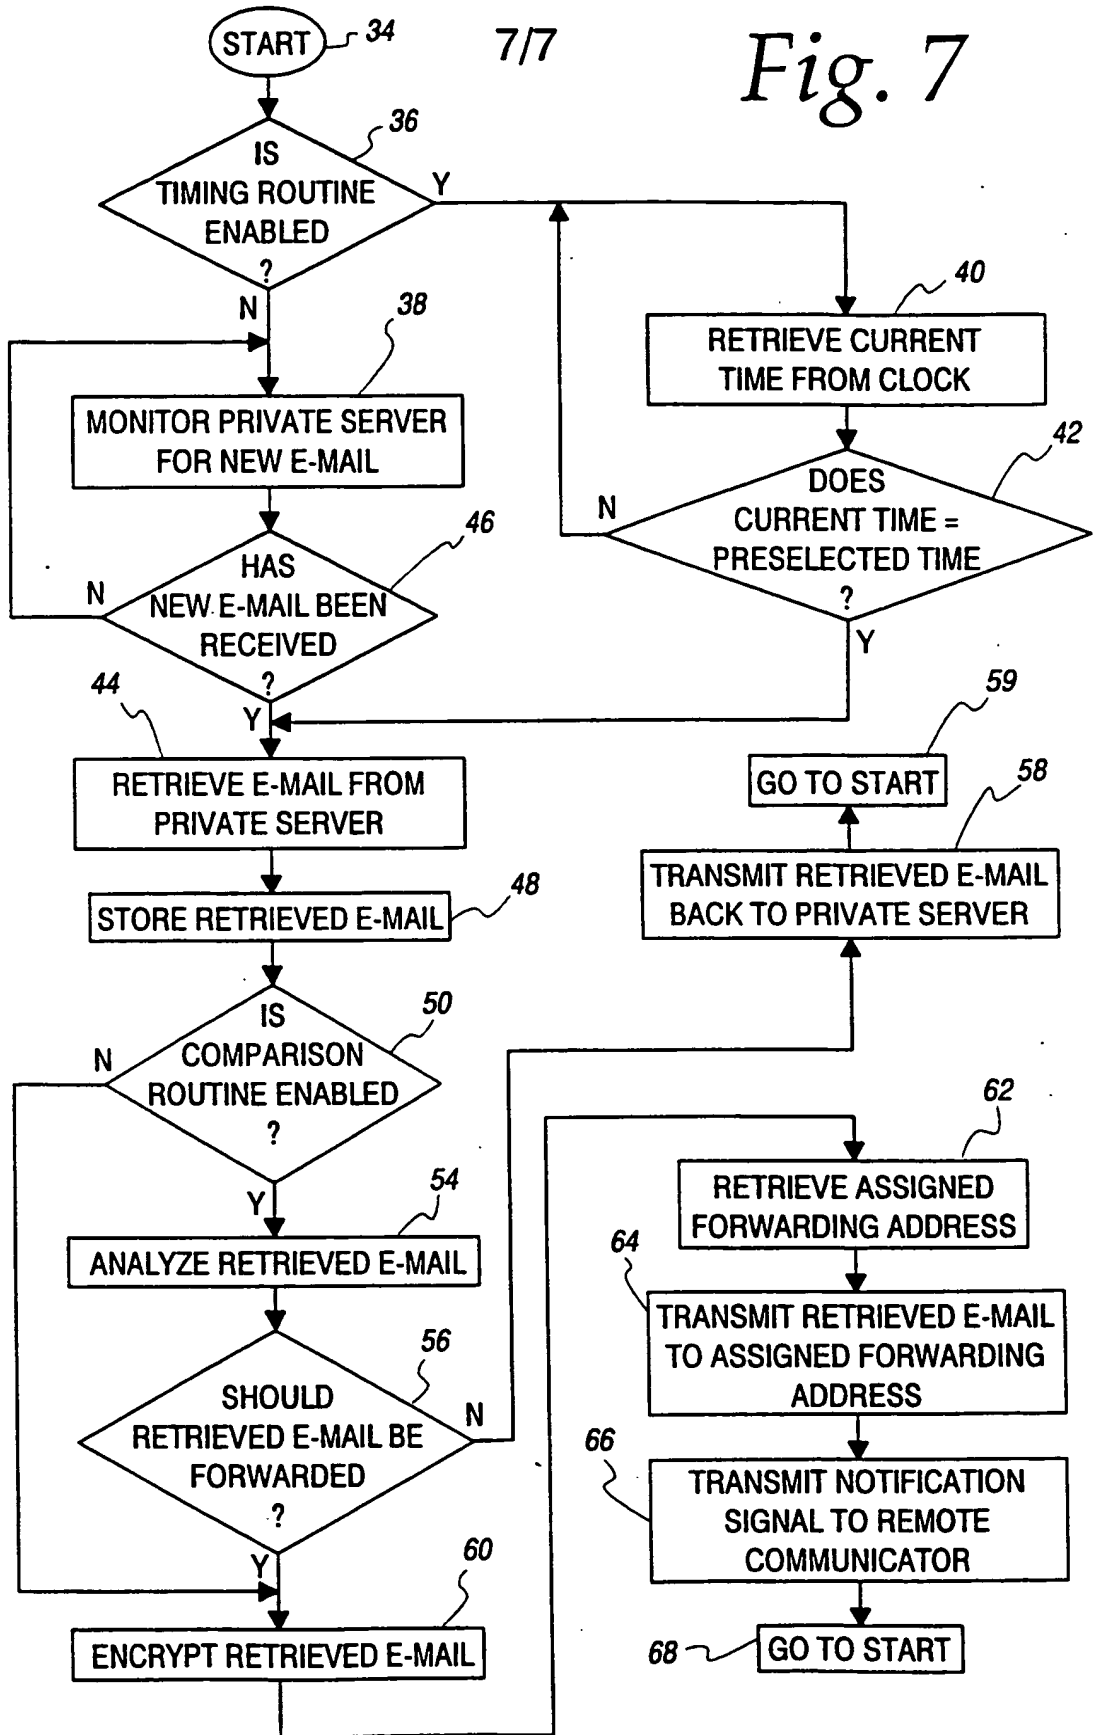 7/7
Fig. 7
START
34
36
IS
TIMING ROUTINE
ENABLED
?
Y
N
38
MONITOR PRIVATE SERVER
FOR NEW E-MAIL
46
HAS
NEW E-MAIL BEEN
RECEIVED
?
N
Y
40
RETRIEVE CURRENT
TIME FROM CLOCK
42
DOES
CURRENT TIME =
PRESELECTED TIME
?
N
Y
44
RETRIEVE E-MAIL FROM
PRIVATE SERVER
STORE RETRIEVED E-MAIL
48
50
IS
COMPARISON
ROUTINE ENABLED
?
N
Y
54
ANALYZE RETRIEVED E-MAIL
56
SHOULD
RETRIEVED E-MAIL BE
FORWARDED
?
N
Y
59
GO TO START
58
TRANSMIT RETRIEVED E-MAIL
BACK TO PRIVATE SERVER
60
ENCRYPT RETRIEVED E-MAIL
62
RETRIEVE ASSIGNED
FORWARDING ADDRESS
64
TRANSMIT RETRIEVED E-MAIL
TO ASSIGNED FORWARDING
ADDRESS
66
TRANSMIT NOTIFICATION
SIGNAL TO REMOTE
COMMUNICATOR
68
GO TO START